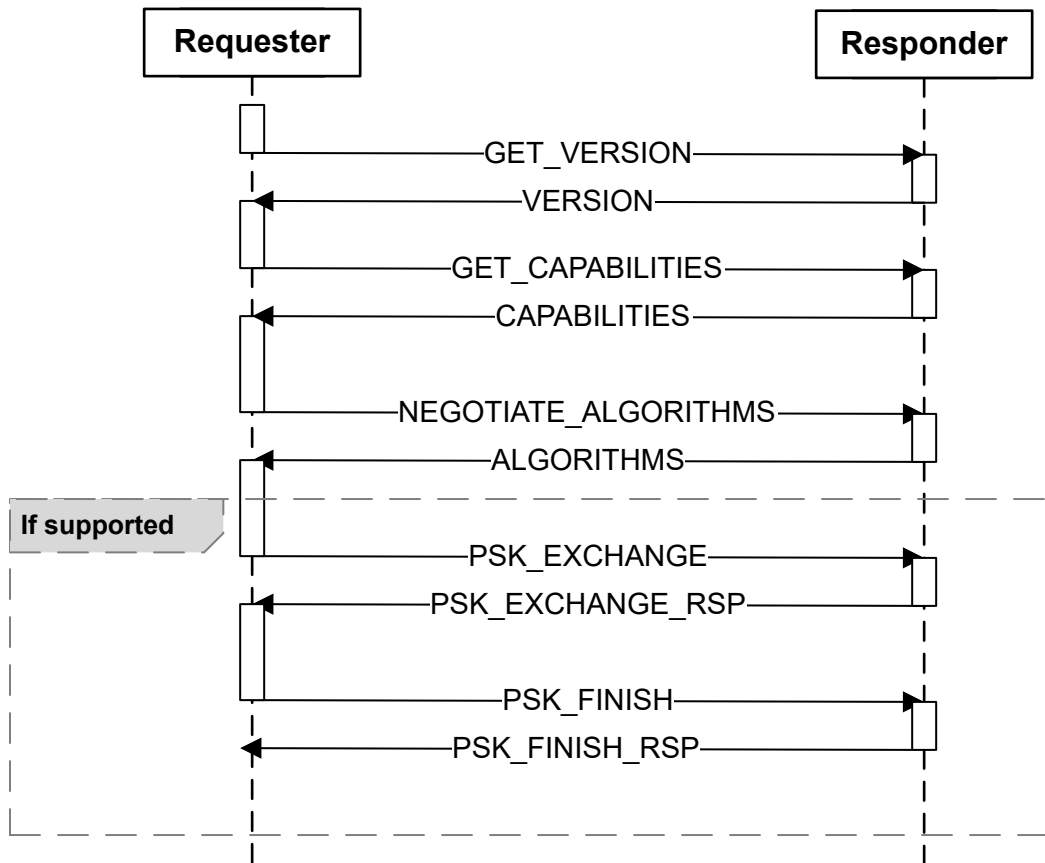 Requester
Responder
GET_VERSION
VERSION
GET_CAPABILITIES
CAPABILITIES
NEGOTIATE_ALGORITHMS
ALGORITHMS
If supported
PSK_EXCHANGE
PSK_EXCHANGE_RSP
PSK_FINISH
PSK_FINISH_RSP